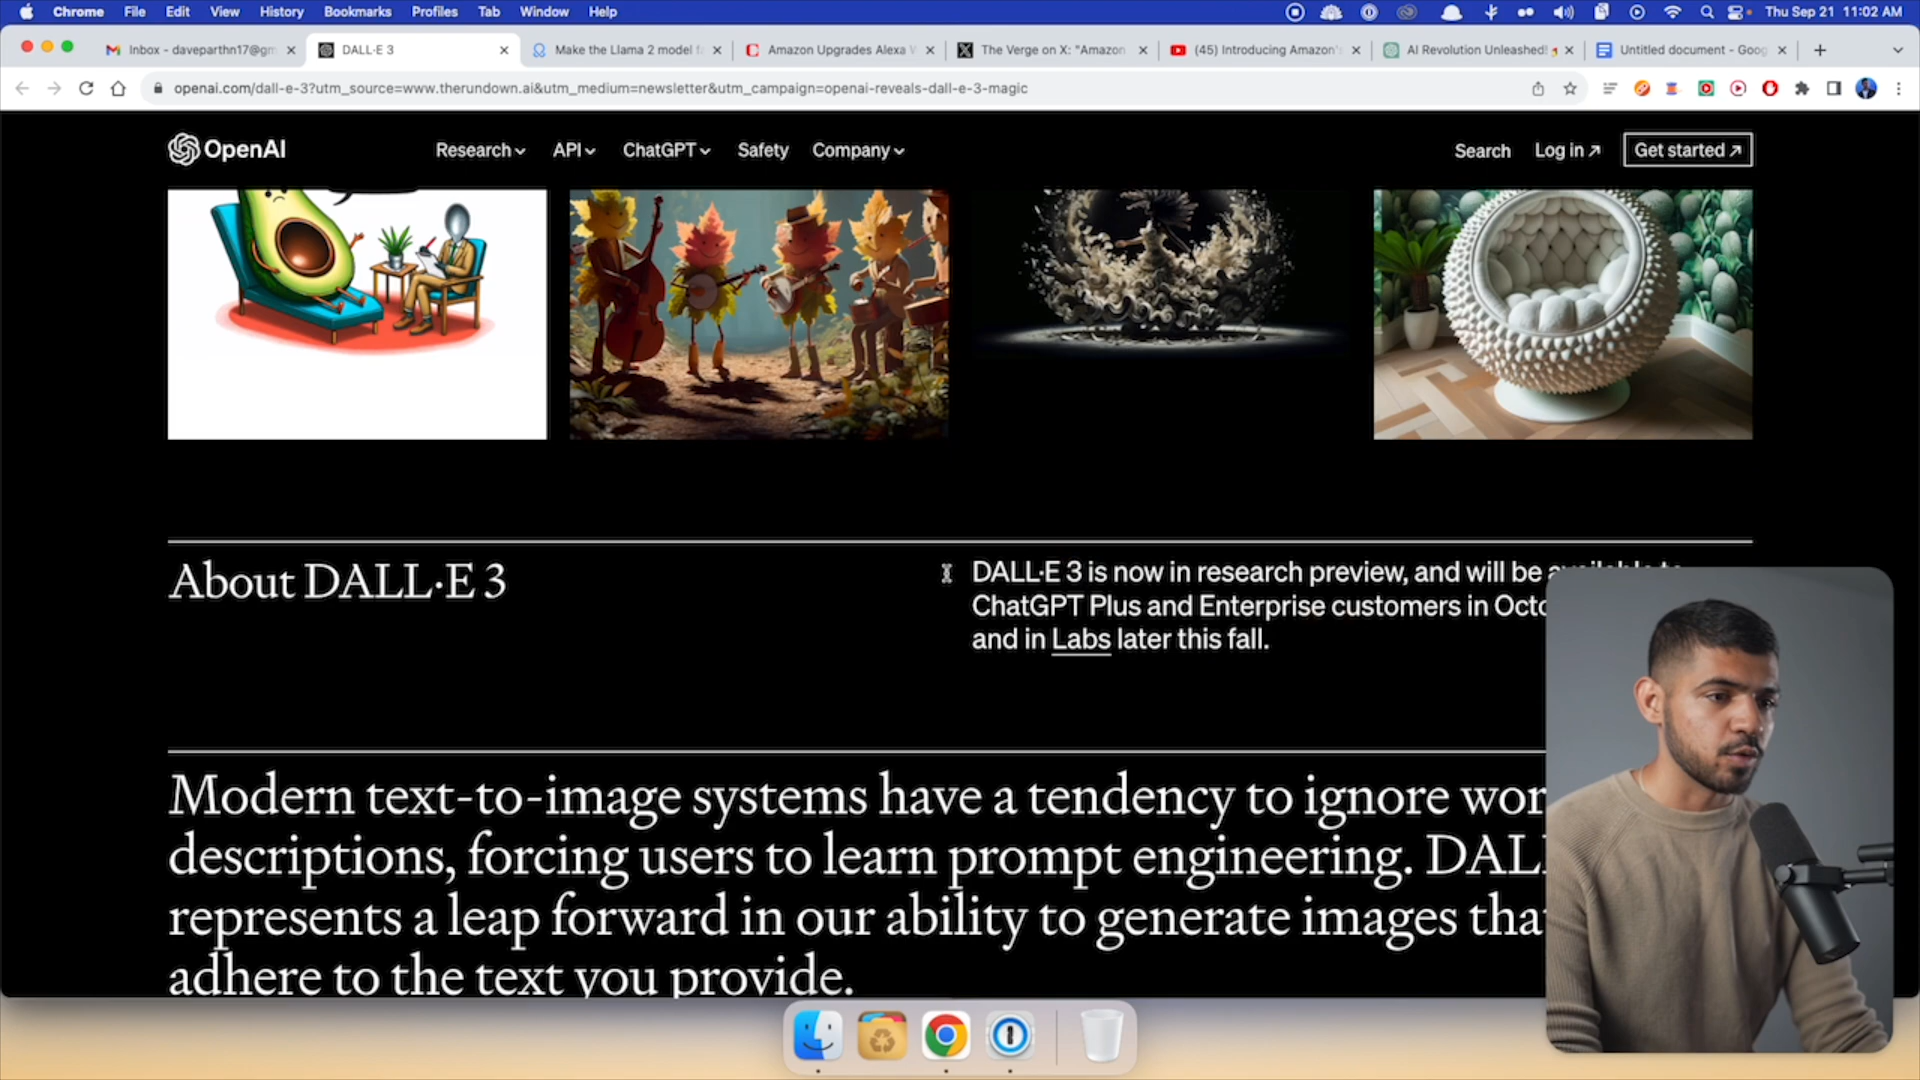 Chrome File Edit View History Bookmarks Profiles Tab Window Help Thu Sep 21 11:02 AM
Inbox - daveparthn17@gm DALL·E 3 Make the Llama 2 model Amazon Upgrades Alexa The Verge on X: "Amazon (45) Introducing Amazon's AI Revolution Unleashed! Untitled document - Goog
openai.com/dall-e-3?utm_source=www.therundown.ai&utm_medium=newsletter&utm_campaign=openai-reveals-dall-e-3-magic
OpenAI Research API ChatGPT Safety Company Search Log in Get started
About DALL·E 3
DALL·E 3 is now in research preview, and will be available to
ChatGPT Plus and Enterprise customers in Octo
and in Labs later this fall.
Modern text-to-image systems have a tendency to ignore wor
descriptions, forcing users to learn prompt engineering. DALL
represents a leap forward in our ability to generate images that
adhere to the text you provide.